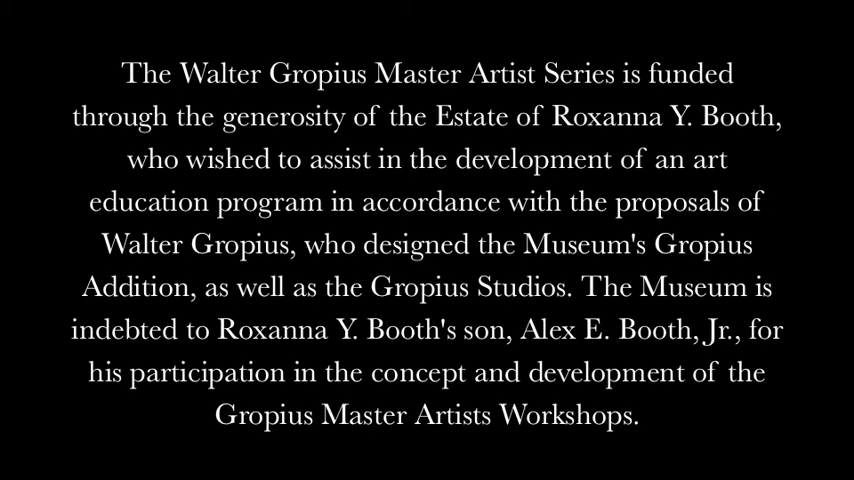 The Walter Gropius Master Artist Series is funded
through the generosity of the Estate of Roxanna Y. Booth,
who wished to assist in the development of an art
education program in accordance with the proposals of
Walter Gropius, who designed the Museum's Gropius
Addition, as well as the Gropius Studios. The Museum is
indebted to Roxanna Y. Booth's son, Alex E. Booth, Jr., for
his participation in the concept and development of the
Gropius Master Artists Workshops.